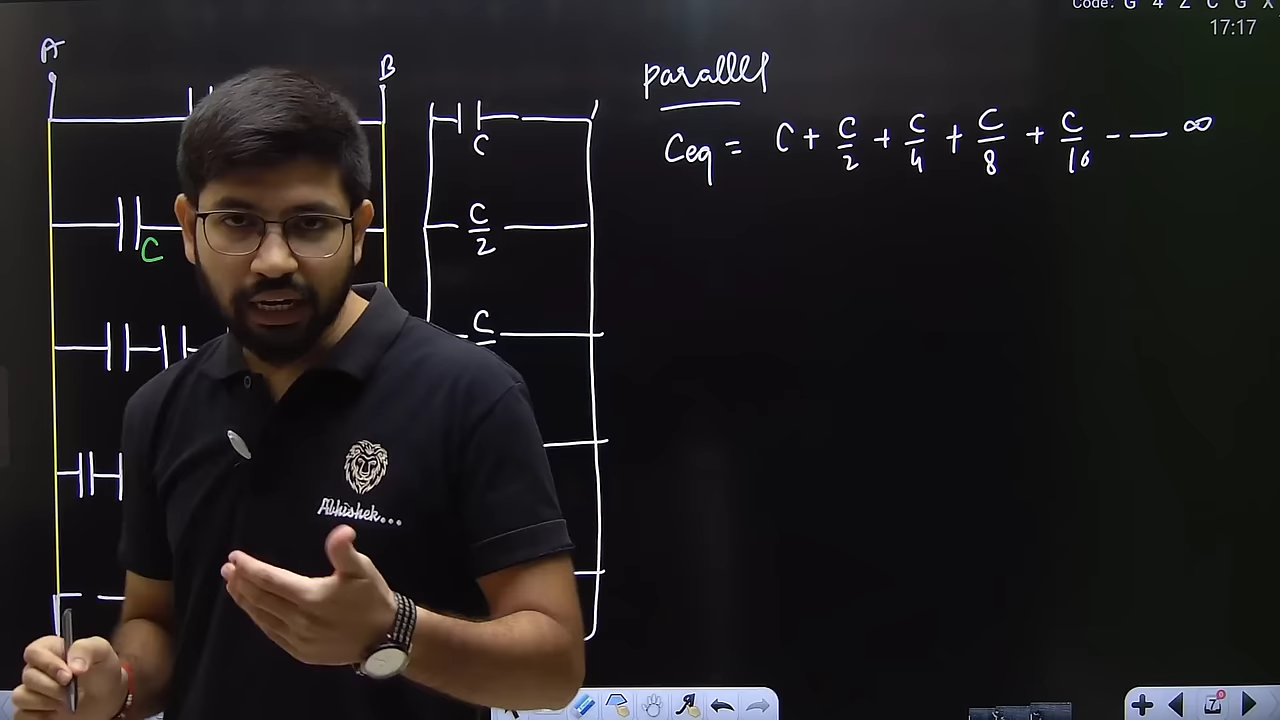 Code: G 4 Z C G X
17:17
A
B
C
C
C/2
C
parallel
Ceq = C + C/2 + C/4 + C/8 + C/16 - - — ∞
Abhishek...